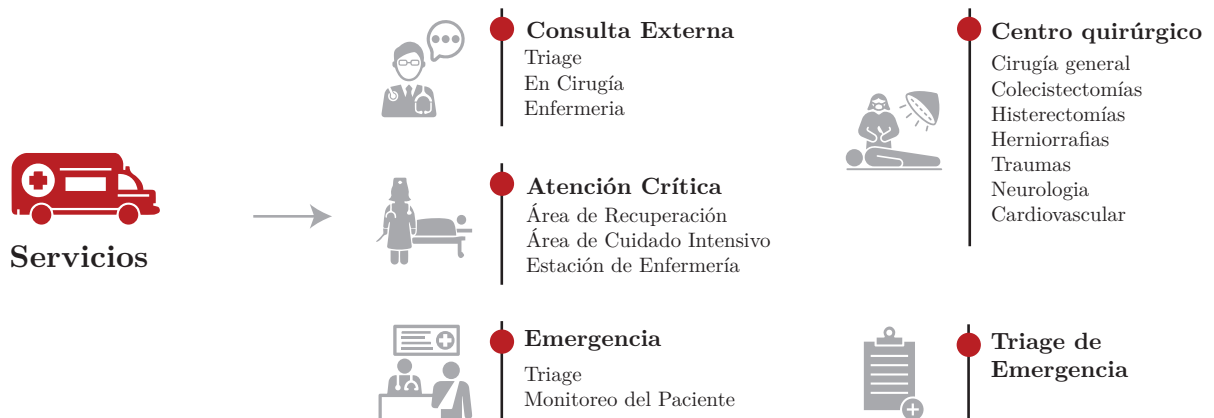 Servicios
Consulta Externa
Triage
En Cirugía
Enfermeria
Atención Crítica
Área de Recuperación
Área de Cuidado Intensivo
Estación de Enfermería
Emergencia
Triage
Monitoreo del Paciente
Centro quirúrgico
Cirugía general
Colecistectomías
Histerectomías
Herniorrafias
Traumas
Neurologia
Cardiovascular
Triage de
Emergencia